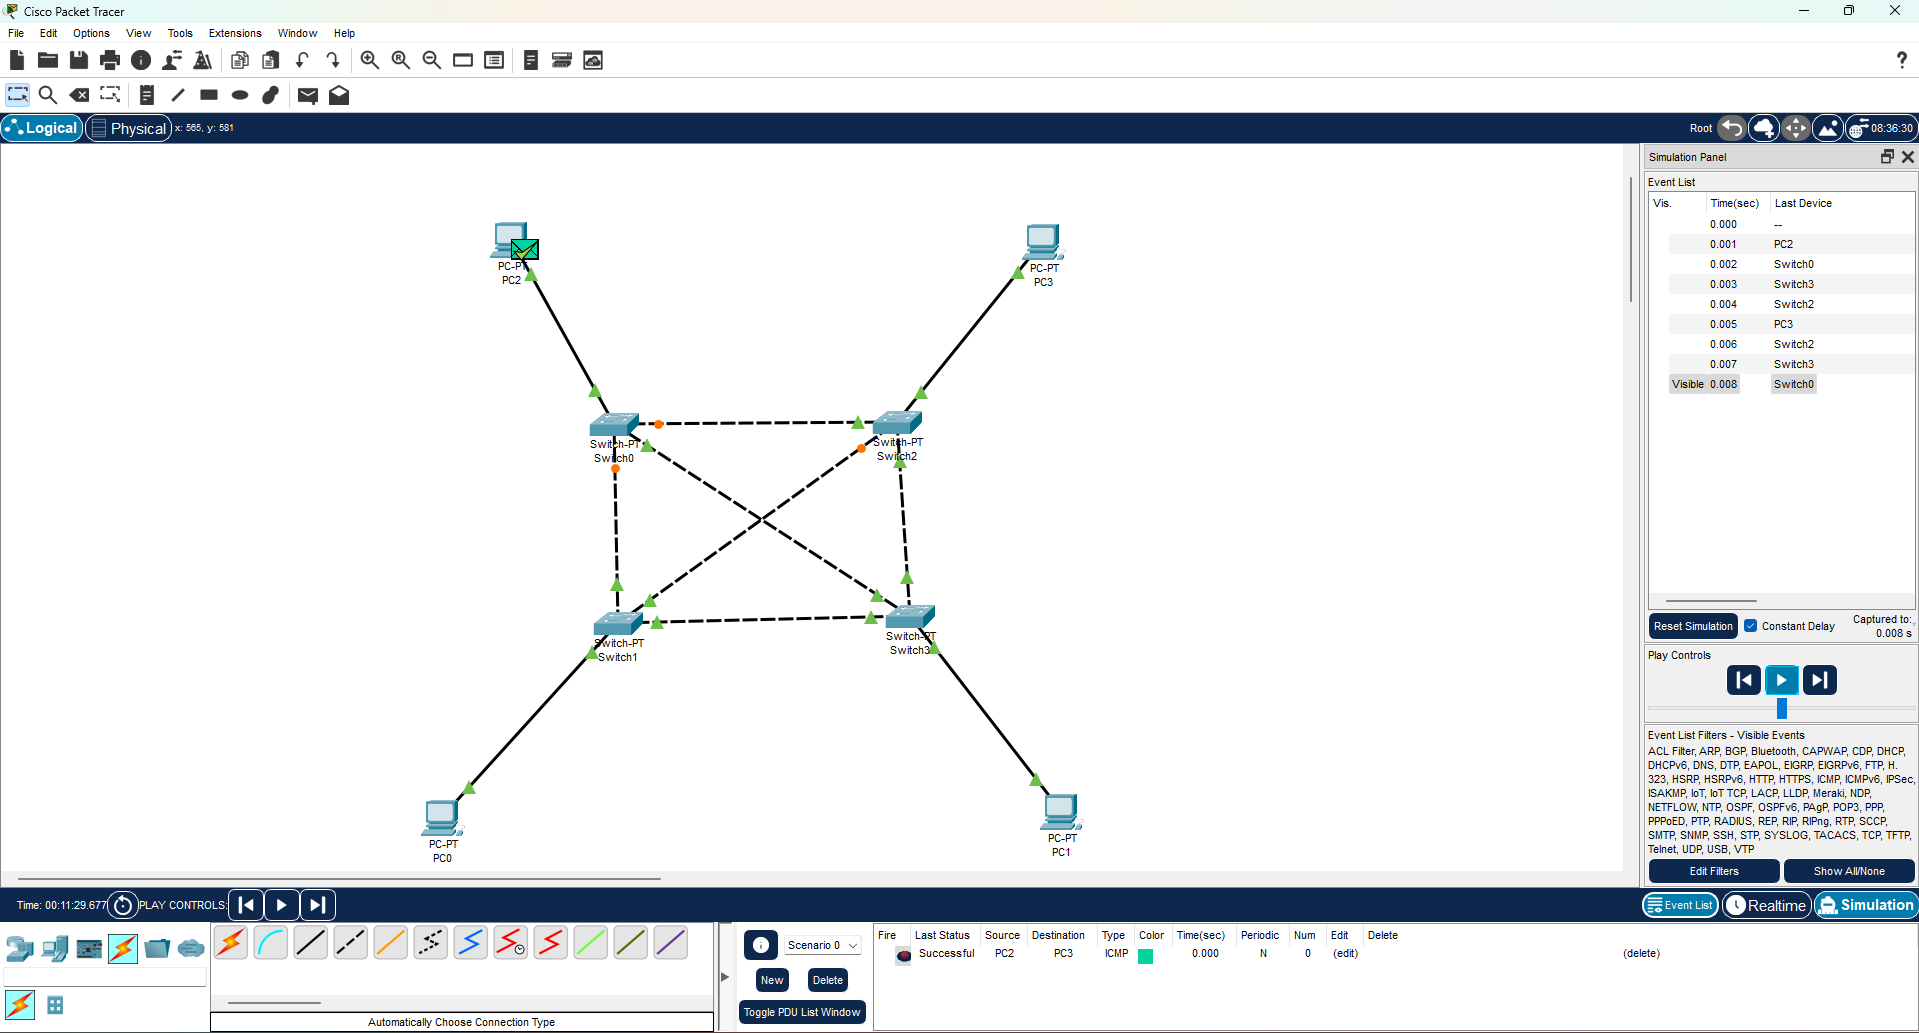 Cisco Packet Tracer
File Edit Options View Tools Extensions Window Help
Logical Physical x: 565, y: 581 Root 08:36:30
Simulation Panel
Event List
Vis. Time(sec) Last Device
0.000 --
0.001 PC2
0.002 Switch0
0.003 Switch3
0.004 Switch2
0.005 PC3
0.006 Switch2
0.007 Switch3
Visible 0.008 Switch0
PC-PT
PC2
PC-PT
PC3
Switch-PT
Switch0
Switch-PT
Switch2
Switch-PT
Switch1
Switch-PT
Switch3
PC-PT
PC0
PC-PT
PC1
Reset Simulation Constant Delay Captured to:
0.008 s
Play Controls
Event List Filters - Visible Events
ACL Filter, ARP, BGP, Bluetooth, CAPWAP, CDP, DHCP,
DHCPv6, DNS, DTP, EAPOL, EIGRP, EIGRPv6, FTP, H.
323, HSRP, HSRPv6, HTTP, HTTPS, ICMP, ICMPv6, IPSec,
ISAKMP, IoT, IoT TCP, LACP, LLDP, Meraki, NDP,
NETFLOW, NTP, OSPF, OSPFv6, PAgP, POP3, PPP,
PPPoED, PTP, RADIUS, REP, RIP, RIPng, RTP, SCCP,
SMTP, SNMP, SSH, STP, SYSLOG, TACACS, TCP, TFTP,
Telnet, UDP, USB, VTP
Edit Filters Show All/None
Time: 00:11:29.677 PLAY CONTROLS: Event List Realtime Simulation
Scenario 0
New Delete
Toggle PDU List Window
Fire Last Status Source Destination Type Color Time(sec) Periodic Num Edit Delete
Successful PC2 PC3 ICMP 0.000 N 0 (edit) (delete)
Automatically Choose Connection Type